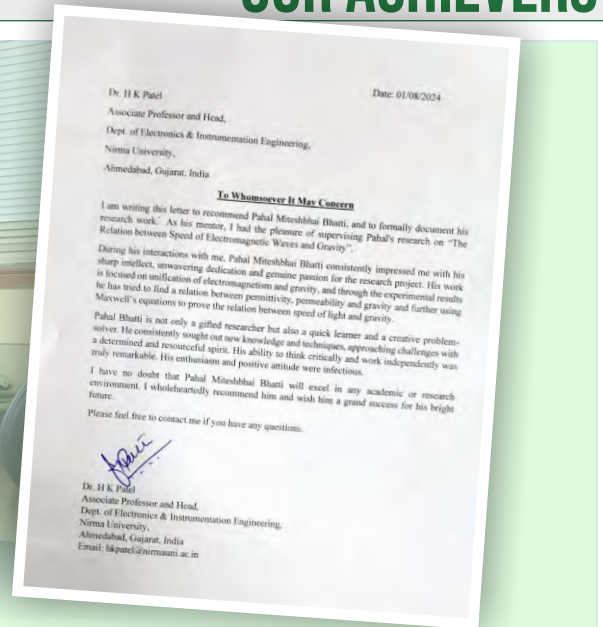 OUR ACHIEVERS
Dr. H K Patel
Date: 01/08/2024
Associate Professor and Head,
Dept. of Electronics & Instrumentation Engineering,
Nirma University,
Ahmedabad, Gujarat, India
To Whomsoever It May Concern
I am writing this letter to recommend Pahal Miteshbhai Bhatti, and to formally document his
research work.' As his mentor, I had the pleasure of supervising Pahal's research on "The
Relation between Speed of Electromagnetic Waves and Gravity".
During his interactions with me, Pahal Miteshbhai Bhatti consistently impressed me with his
sharp intellect, unwavering dedication and genuine passion for the research project. His work
is focused on unification of electromagnetism and gravity, and through the experimental results
he has tried to find a relation between permittivity, permeability and gravity and further using
Maxwell's equations to prove the relation between speed of light and gravity.
Pahal Bhatti is not only a gifted researcher but also a quick learner and a creative problem-
solver. He consistently sought out new knowledge and techniques, approaching challenges with
a determined and resourceful spirit. His ability to think critically and work independently was
truly remarkable. His enthusiasm and positive attitude were infectious.
I have no doubt that Pahal Miteshbhai Bhatti will excel in any academic or research
environment. I wholeheartedly recommend him and wish him a grand success for his bright
future.
Please feel free to contact me if you have any questions.
Dr. H K Patel
Associate Professor and Head,
Dept. of Electronics & Instrumentation Engineering,
Nirma University,
Ahmedabad, Gujarat, India
Email: hkpatel@nirmauni.ac.in